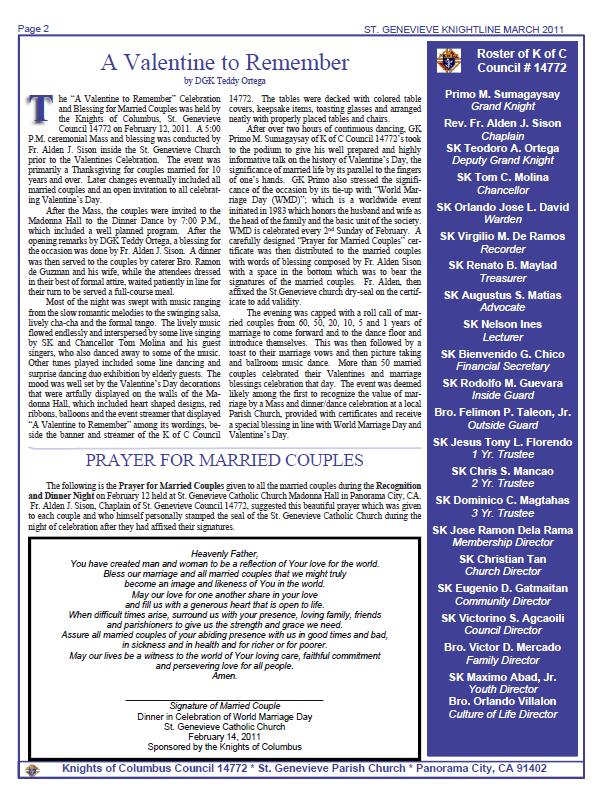 Page 2
ST. GENEVIEVE KNIGHTLINE MARCH 2011
A Valentine to Remember
by DGK Teddy Ortega
The “A Valentine to Remember” Celebration
and Blessing for Married Couples was held by
the Knights of Columbus, St. Genevieve
Council 14772 on February 12, 2011. A 5:00
P.M. ceremonial Mass and blessing was conducted by
Fr. Alden J. Sison inside the St. Genevieve Church
prior to the Valentines Celebration. The event was
primarily a Thanksgiving for couples married for 10
years and over. Later changes eventually included all
married couples and an open invitation to all celebrat-
ing Valentine’s Day.
After the Mass, the couples were invited to the
Madonna Hall to the Dinner Dance by 7:00 P.M.,
which included a well planned program. After the
opening remarks by DGK Teddy Ortega, a blessing for
the occasion was done by Fr. Alden J. Sison. A dinner
was then served to the couples by caterer Bro. Ramon
de Guzman and his wife, while the attendees dressed
in their best of formal attire, waited patiently in line for
their turn to be served a full-course meal.
Most of the night was swept with music ranging
from the slow romantic melodies to the swinging salsa,
lively cha-cha and the formal tango. The lively music
flowed endlessly and interspersed by some live singing
by SK and Chancellor Tom Molina and his guest
singers, who also danced away to some of the music.
Other tunes played included some line dancing and
surprise dancing duo exhibition by elderly guests. The
mood was well set by the Valentine’s Day decorations
that were artfully displayed on the walls of the Ma-
donna Hall, which included heart shaped designs, red
ribbons, balloons and the event streamer that displayed
“A Valentine to Remember” among its wordings, be-
side the banner and streamer of the K of C Council
14772. The tables were decked with colored table
covers, keepsake items, toasting glasses and arranged
neatly with properly placed tables and chairs.
After over two hours of continuous dancing, GK
Primo M. Sumagaysay of K of C Council 14772’s took
to the podium to give his well prepared and highly
informative talk on the history of Valentine’s Day, the
significance of married life by its parallel to the fingers
of one’s hands. GK Primo also stressed the signifi-
cance of the occasion by its tie-up with “World Mar-
riage Day (WMD)”; which is a worldwide event
initiated in 1983 which honors the husband and wife as
the head of the family and the basic unit of the society.
WMD is celebrated every 2nd Sunday of February. A
carefully designed “Prayer for Married Couples” cer-
tificate was then distributed to the married couples
with words of blessing composed by Fr. Alden Sison
with a space in the bottom which was to bear the
signatures of the married couples. Fr. Alden, then
affixed the St.Genevieve church dry-seal on the certif-
icate to add validity.
The evening was capped with a roll call of mar-
ried couples from 60, 50, 20, 10, 5 and 1 years of
marriage to come forward and to the dance floor and
introduce themselves. This was then followed by a
toast to their marriage vows and then picture taking
and ballroom music dance. More than 50 married
couples celebrated their Valentines and marriage
blessings celebration that day. The event was deemed
likely among the first to recognize the value of mar-
riage by a Mass and dinner/dance celebration at a local
Parish Church, provided with certificates and receive
a special blessing in line with World Marriage Day and
Valentine’s Day.
PRAYER FOR MARRIED COUPLES
The following is the Prayer for Married Couples given to all the married couples during the Recognition
and Dinner Night on February 12 held at St. Genevieve Catholic Church Madonna Hall in Panorama City, CA.
Fr. Alden J. Sison, Chaplain of St. Genevieve Council 14772, suggested this beautiful prayer which was given
to each couple and who himself personally stamped the seal of the St. Genevieve Catholic Church during the
night of celebration after they had affixed their signatures.
Heavenly Father,
You have created man and woman to be a reflection of Your love for the world.
Bless our marriage and all married couples that we might truly
become an image and likeness of You in the world.
May our love for one another share in your love
and fill us with a generous heart that is open to life.
When difficult times arise, surround us with your presence, loving family, friends
and parishioners to give us the strength and grace we need.
Assure all married couples of your abiding presence with us in good times and bad,
in sickness and in health and for richer or for poorer.
May our lives be a witness to the world of Your loving care, faithful commitment
and persevering love for all people.
Amen.
Signature of Married Couple
Dinner in Celebration of World Marriage Day
St. Genevieve Catholic Church
February 14, 2011
Sponsored by the Knights of Columbus
Roster of K of C
Council # 14772
Primo M. Sumagaysay
Grand Knight
Rev. Fr. Alden J. Sison
Chaplain
SK Teodoro A. Ortega
Deputy Grand Knight
SK Tom C. Molina
Chancellor
SK Orlando Jose L. David
Warden
SK Virgilio M. De Ramos
Recorder
SK Renato B. Maylad
Treasurer
SK Augustus S. Matias
Advocate
SK Nelson Ines
Lecturer
SK Bienvenido G. Chico
Financial Secretary
SK Rodolfo M. Guevara
Inside Guard
Bro. Felimon P. Taleon, Jr.
Outside Guard
SK Jesus Tony L. Florendo
1 Yr. Trustee
SK Chris S. Mancao
2 Yr. Trustee
SK Dominico C. Magtahas
3 Yr. Trustee
SK Jose Ramon Dela Rama
Membership Director
SK Christian Tan
Church Director
SK Eugenio D. Gatmaitan
Community Director
SK Victorino S. Agcaoili
Council Director
Bro. Victor D. Mercado
Family Director
SK Maximo Abad, Jr.
Youth Director
Bro. Orlando Villalon
Culture of Life Director
Knights of Columbus Council 14772 * St. Genevieve Parish Church * Panorama City, CA 91402